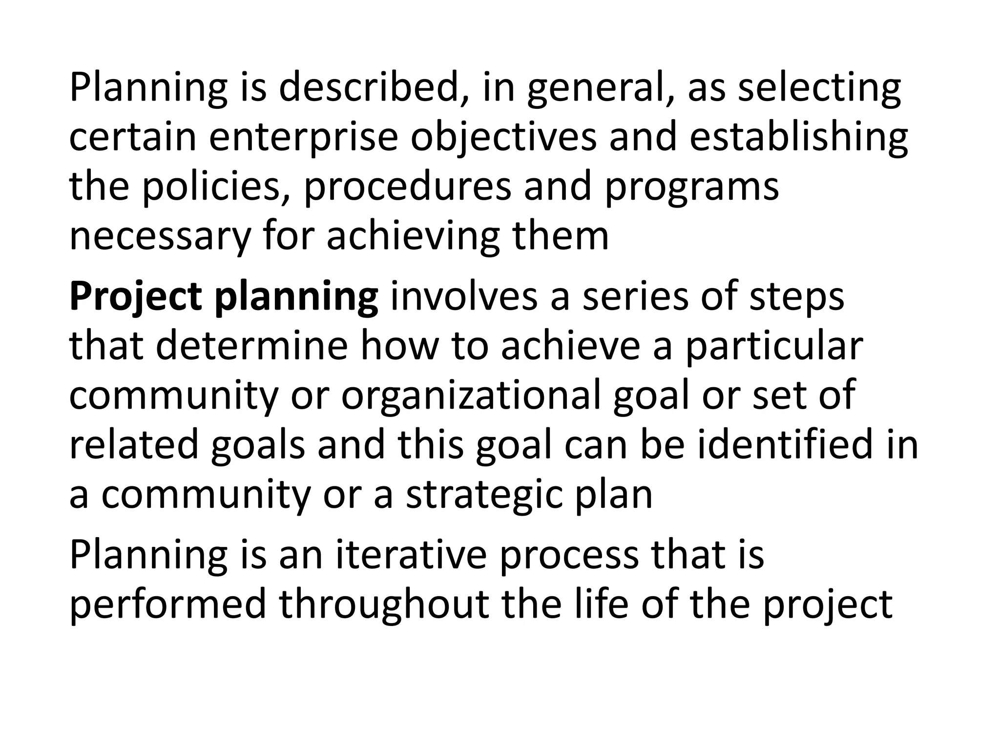 Planning is described, in general, as selecting
certain enterprise objectives and establishing
the policies, procedures and programs
necessary for achieving them
Project planning involves a series of steps
that determine how to achieve a particular
community or organizational goal or set of
related goals and this goal can be identified in
a community or a strategic plan
Planning is an iterative process that is
performed throughout the life of the project